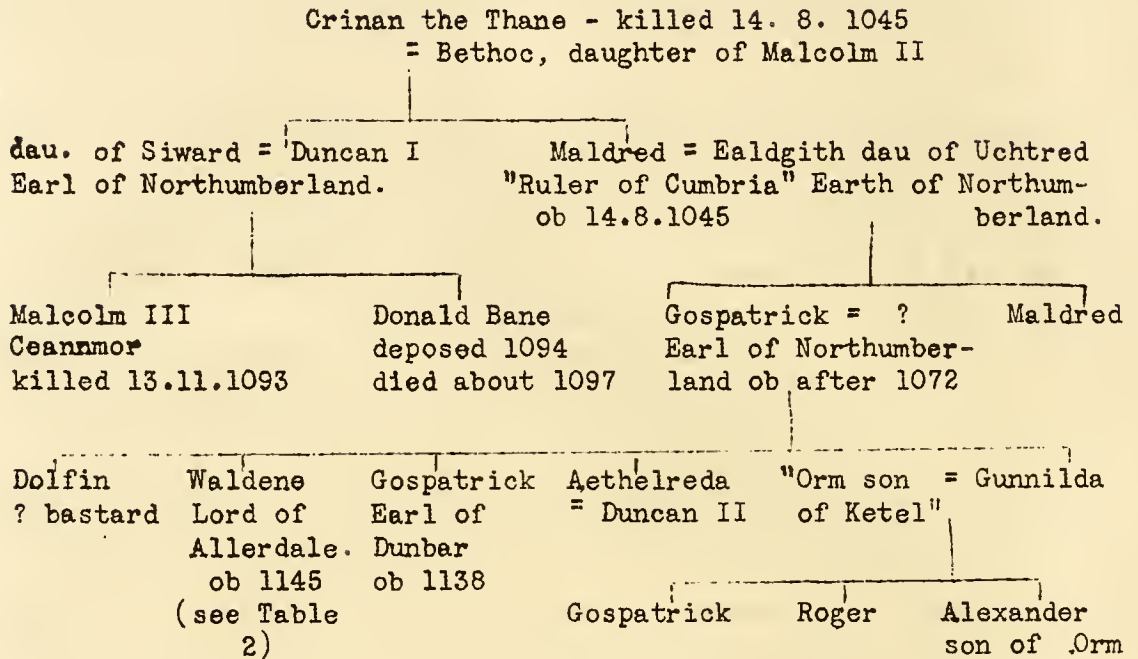 Crinan the Thane - killed 14. 8. 1045
= Bethoc, daughter of Malcolm II
dau. of Siward = Duncan I Maldred = Ealdgith dau of Uchtred
Earl of Northumberland. "Ruler of Cumbria" Earth of Northum-
ob 14.8.1045 berland.
Malcolm III Donald Bane Gospatrick = ? Maldred
Ceannmor deposed 1094 Earl of Northumber-
killed 13.11.1093 died about 1097 land ob after 1072
Dolfin Waldene Gospatrick Aethelreda "Orm son = Gunnilda
? bastard Lord of Earl of = Duncan II of Ketel"
Allerdale. Dunbar
ob 1145 ob 1138
(see Table Gospatrick Roger Alexander
2) son of .Orm